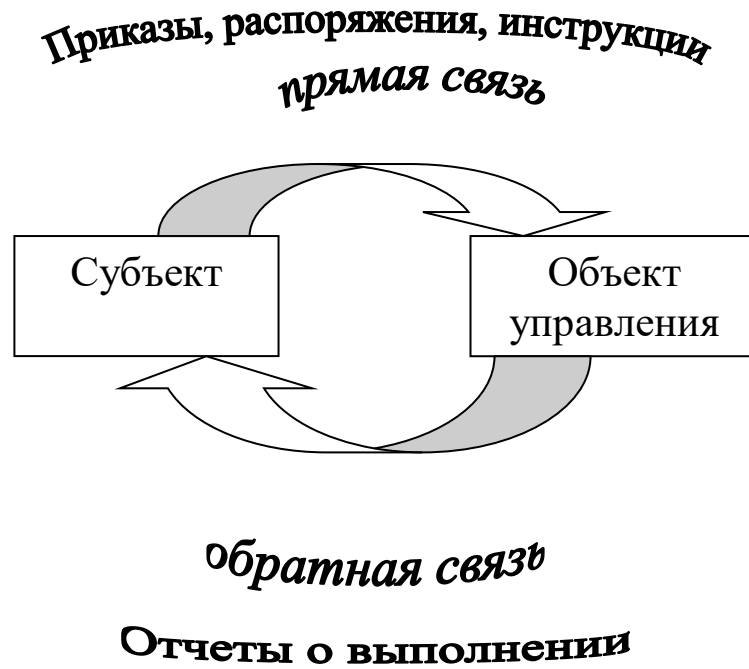 Приказы, распоряжения, инструкции
прямая связь
Субъект
Объект
управления
обратная связь
Отчеты о выполнении